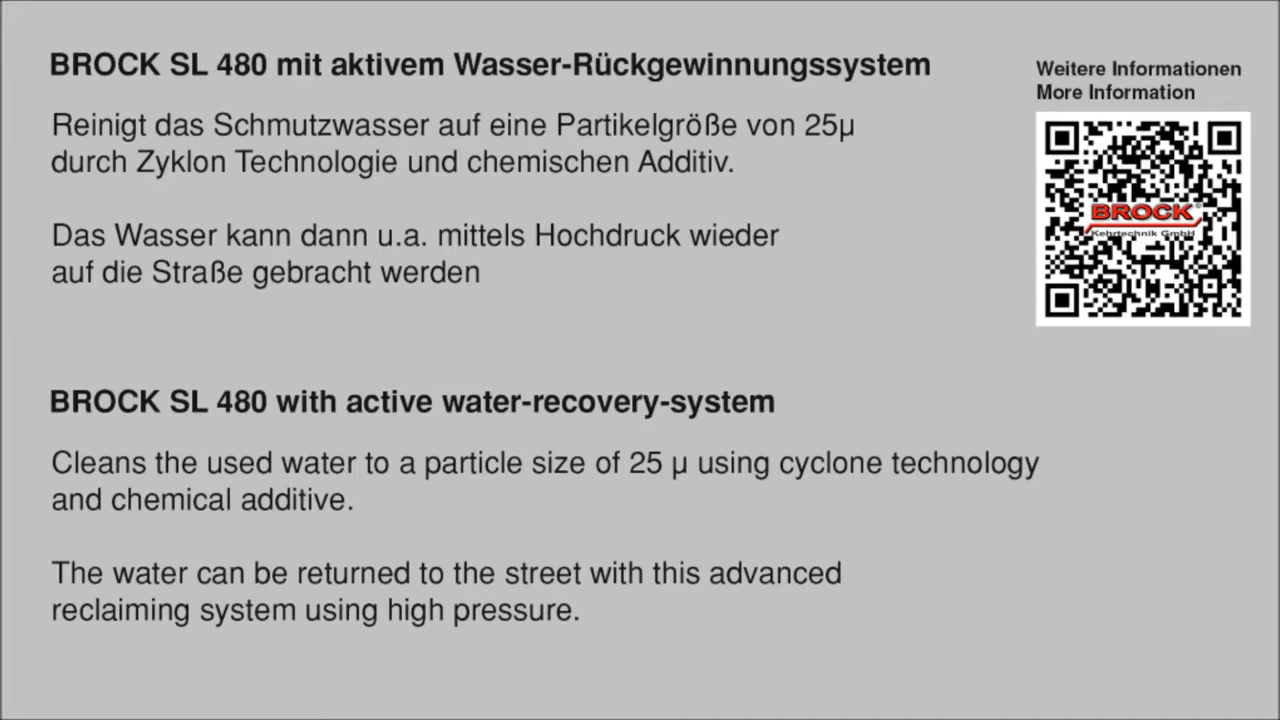 BROCK SL 480 mit aktivem Wasser-Rückgewinnungssystem
Reinigt das Schmutzwasser auf eine Partikelgröße von 25µ
durch Zyklon Technologie und chemischen Additiv.
Das Wasser kann dann u.a. mittels Hochdruck wieder
auf die Straße gebracht werden
Weitere Informationen
More Information
BROCK®
Kehrtechnik GmbH
BROCK SL 480 with active water-recovery-system
Cleans the used water to a particle size of 25 µ using cyclone technology
and chemical additive.
The water can be returned to the street with this advanced
reclaiming system using high pressure.